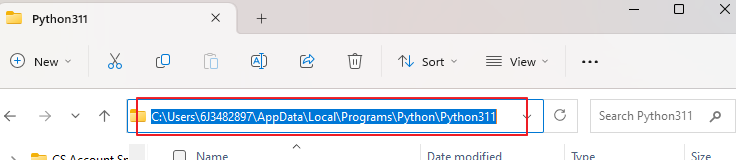 Python311
New
Sort
View
C:\Users\6J3482897\AppData\Local\Programs\Python\Python311
Search Python311
Name
Date modified
Type
Size